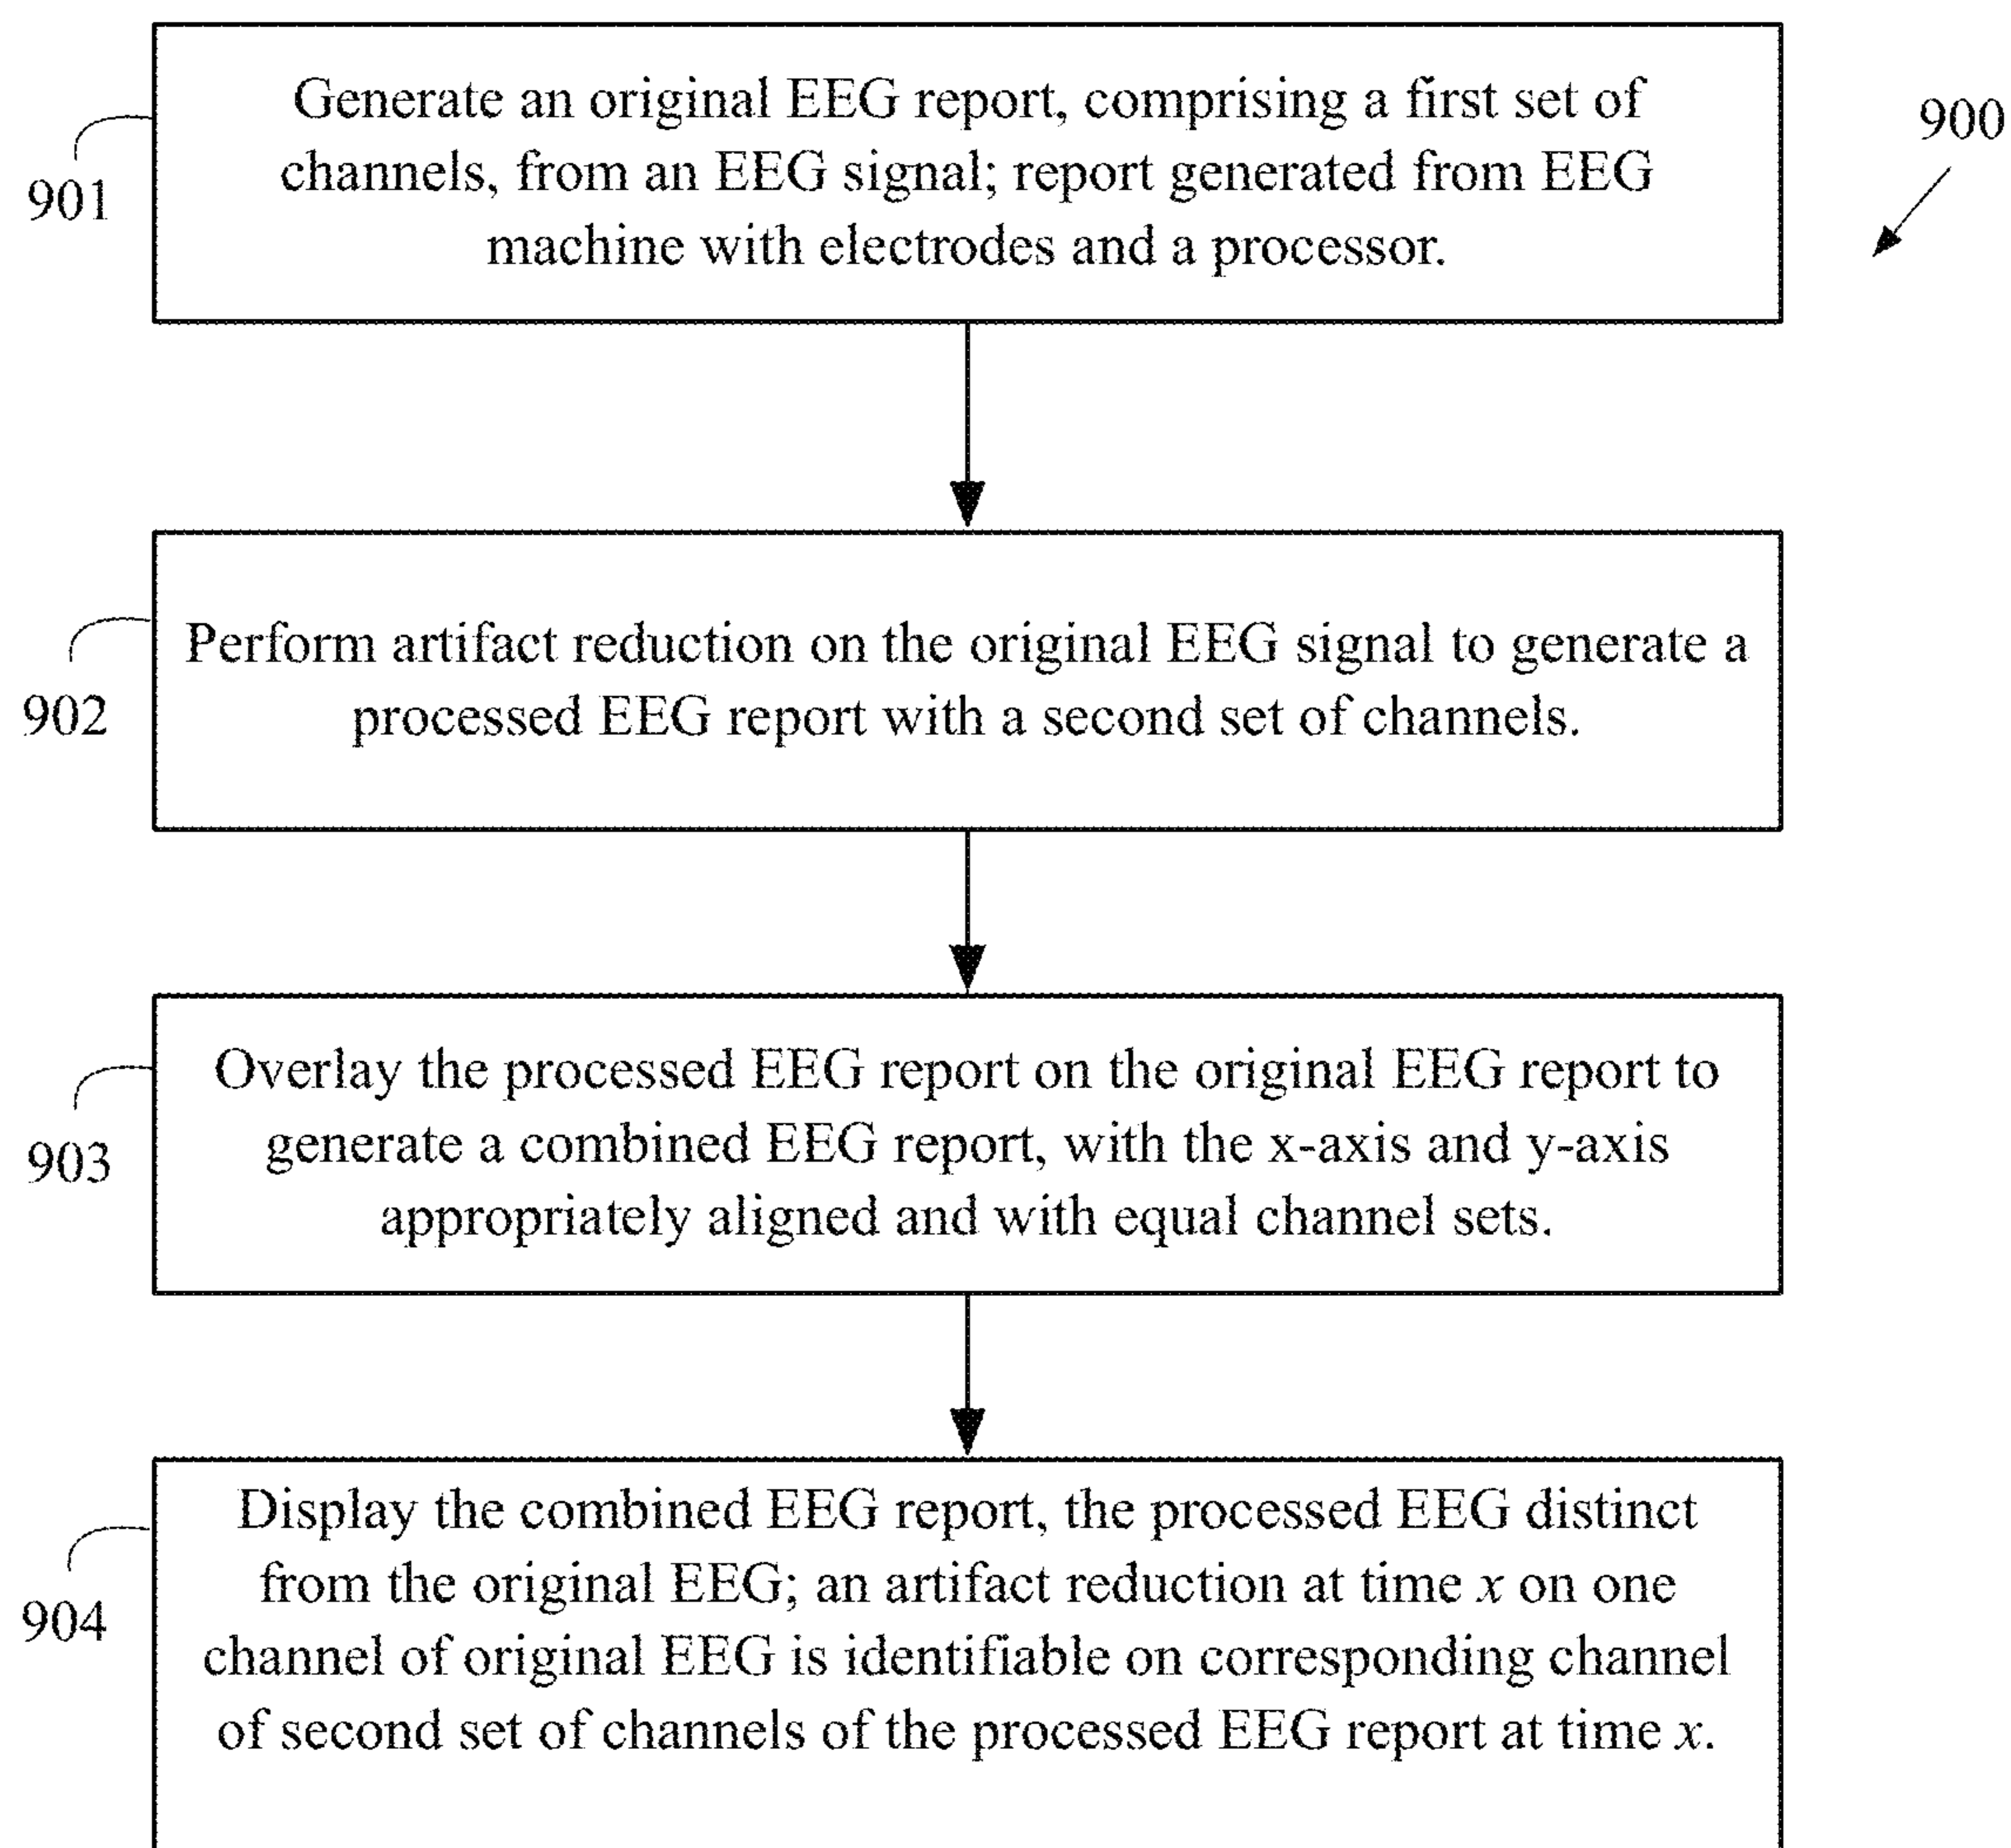 Generate an original EEG report, comprising a first set of
channels, from an EEG signal; report generated from EEG
machine with electrodes and a processor.
901
900
Perform artifact reduction on the original EEG signal to generate a
processed EEG report with a second set of channels.
902
Overlay the processed EEG report on the original EEG report to
generate a combined EEG report, with the x-axis and y-axis
appropriately aligned and with equal channel sets.
903
Display the combined EEG report, the processed EEG distinct
from the original EEG; an artifact reduction at time x on one
channel of original EEG is identifiable on corresponding channel
of second set of channels of the processed EEG report at time x.
904